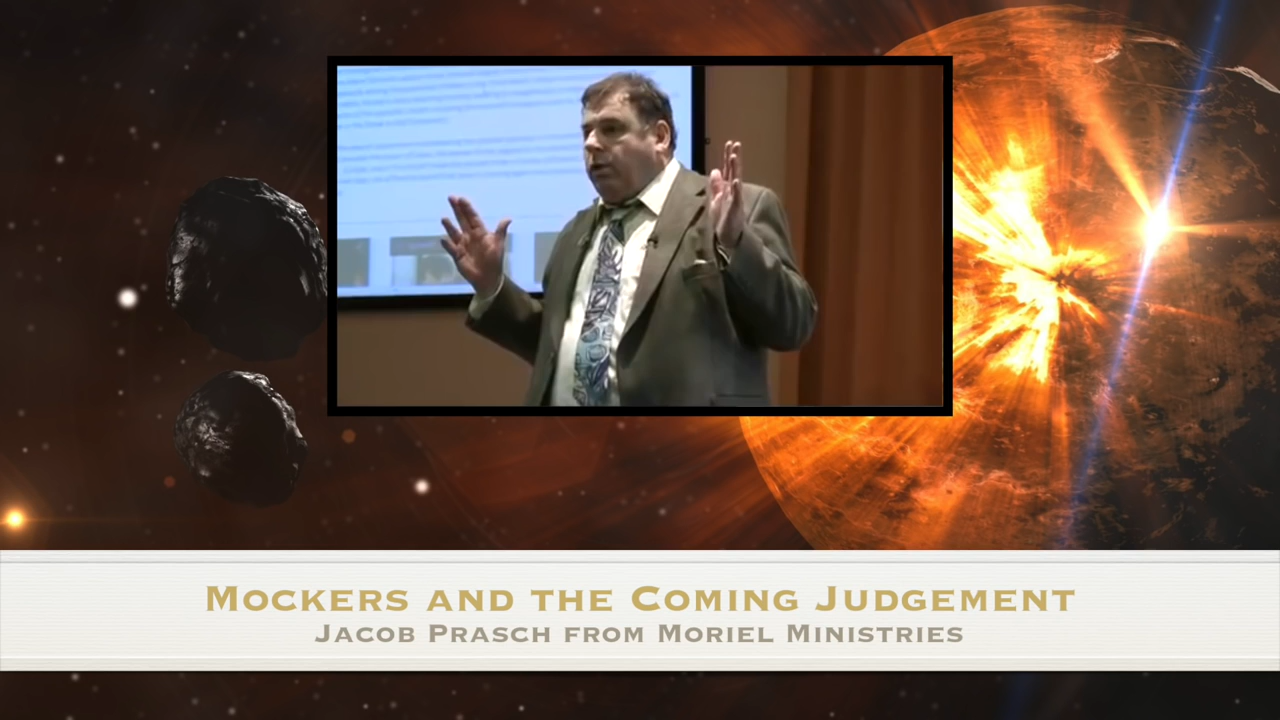 Mockers and the Coming Judgement
Jacob Prasch from Moriel Ministries